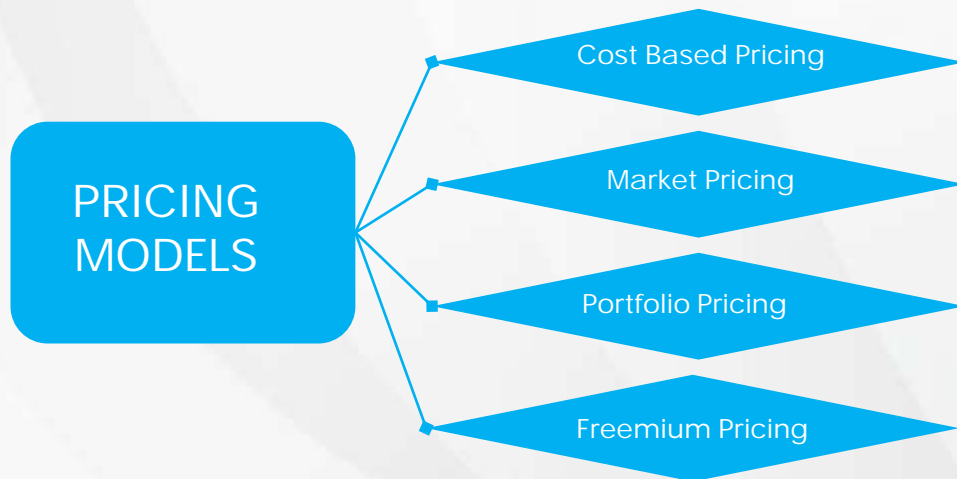 PRICING
MODELS
Cost Based Pricing
Market Pricing
Portfolio Pricing
Freemium Pricing